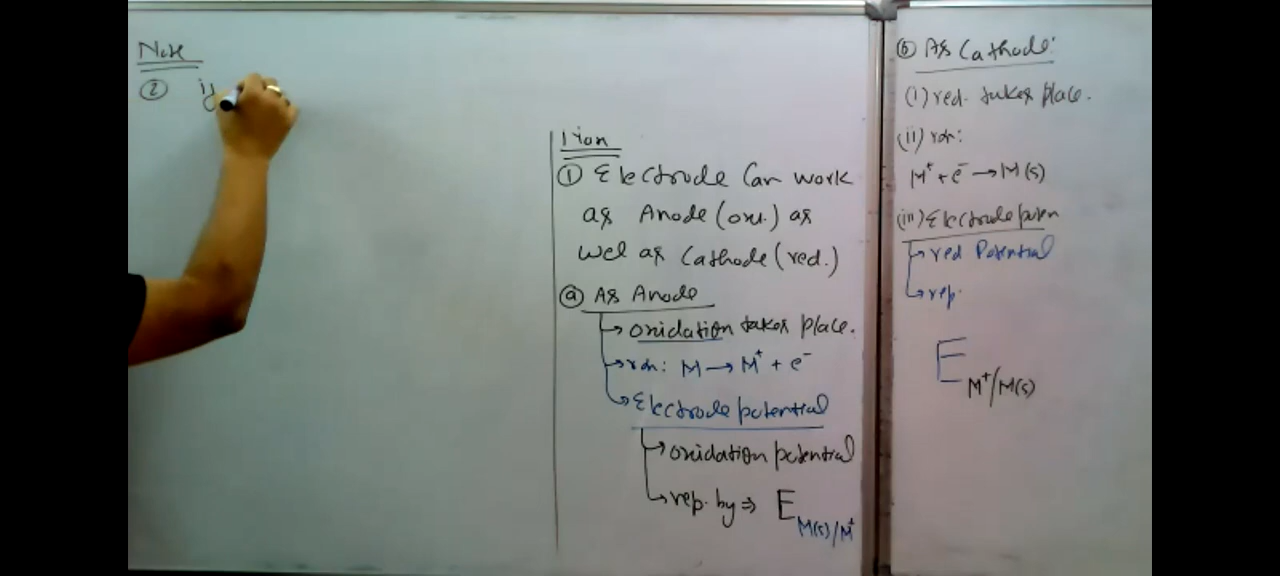 Note
② if
① Electrode Can work
as Anode (oxi.) as
wel as Cathode (red.)
ⓐ As Anode
→ oxidation takes place.
→ rxn: M → M⁺ + e⁻
→ Electrode potential
→ oxidation potential
→ rep. by ⇒ E M(s)/M⁺
ⓑ As Cathode:
(i) red. takes place.
(ii) rxn:
M⁺ + e⁻ → M(s)
(iii) Electrode poten
→ red Potential
→ rep.
E M⁺/M(s)